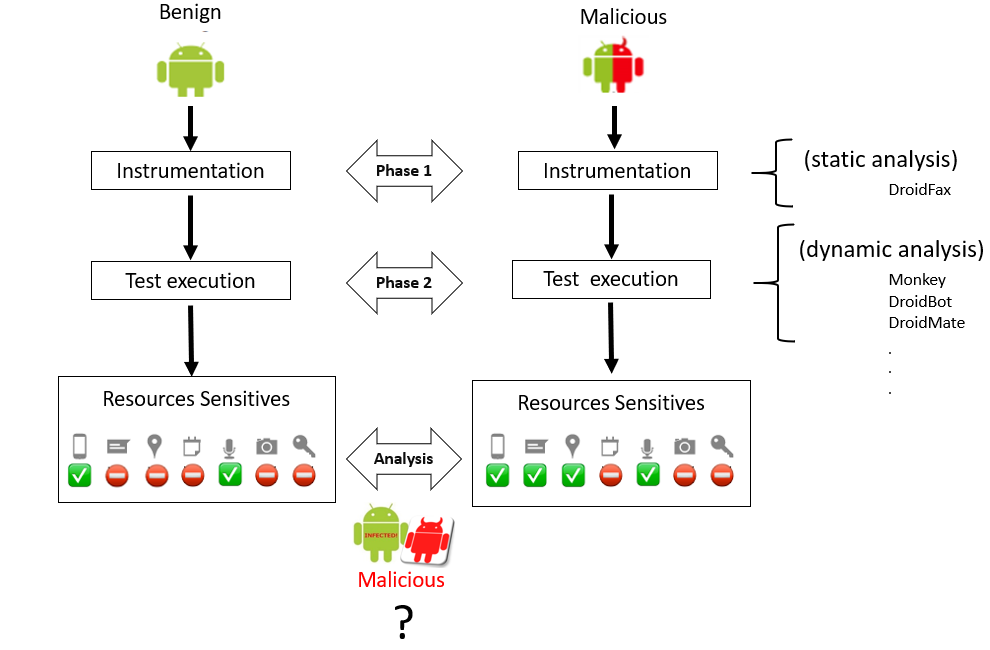 Benign
Malicious
Instrumentation
Phase 1
Instrumentation
(static analysis)
DroidFax
Test execution
Phase 2
Test  execution
(dynamic analysis)
Monkey
DroidBot
DroidMate
.
.
.
Resources Sensitives
Resources Sensitives
Analysis
INFECTED!
Malicious
?